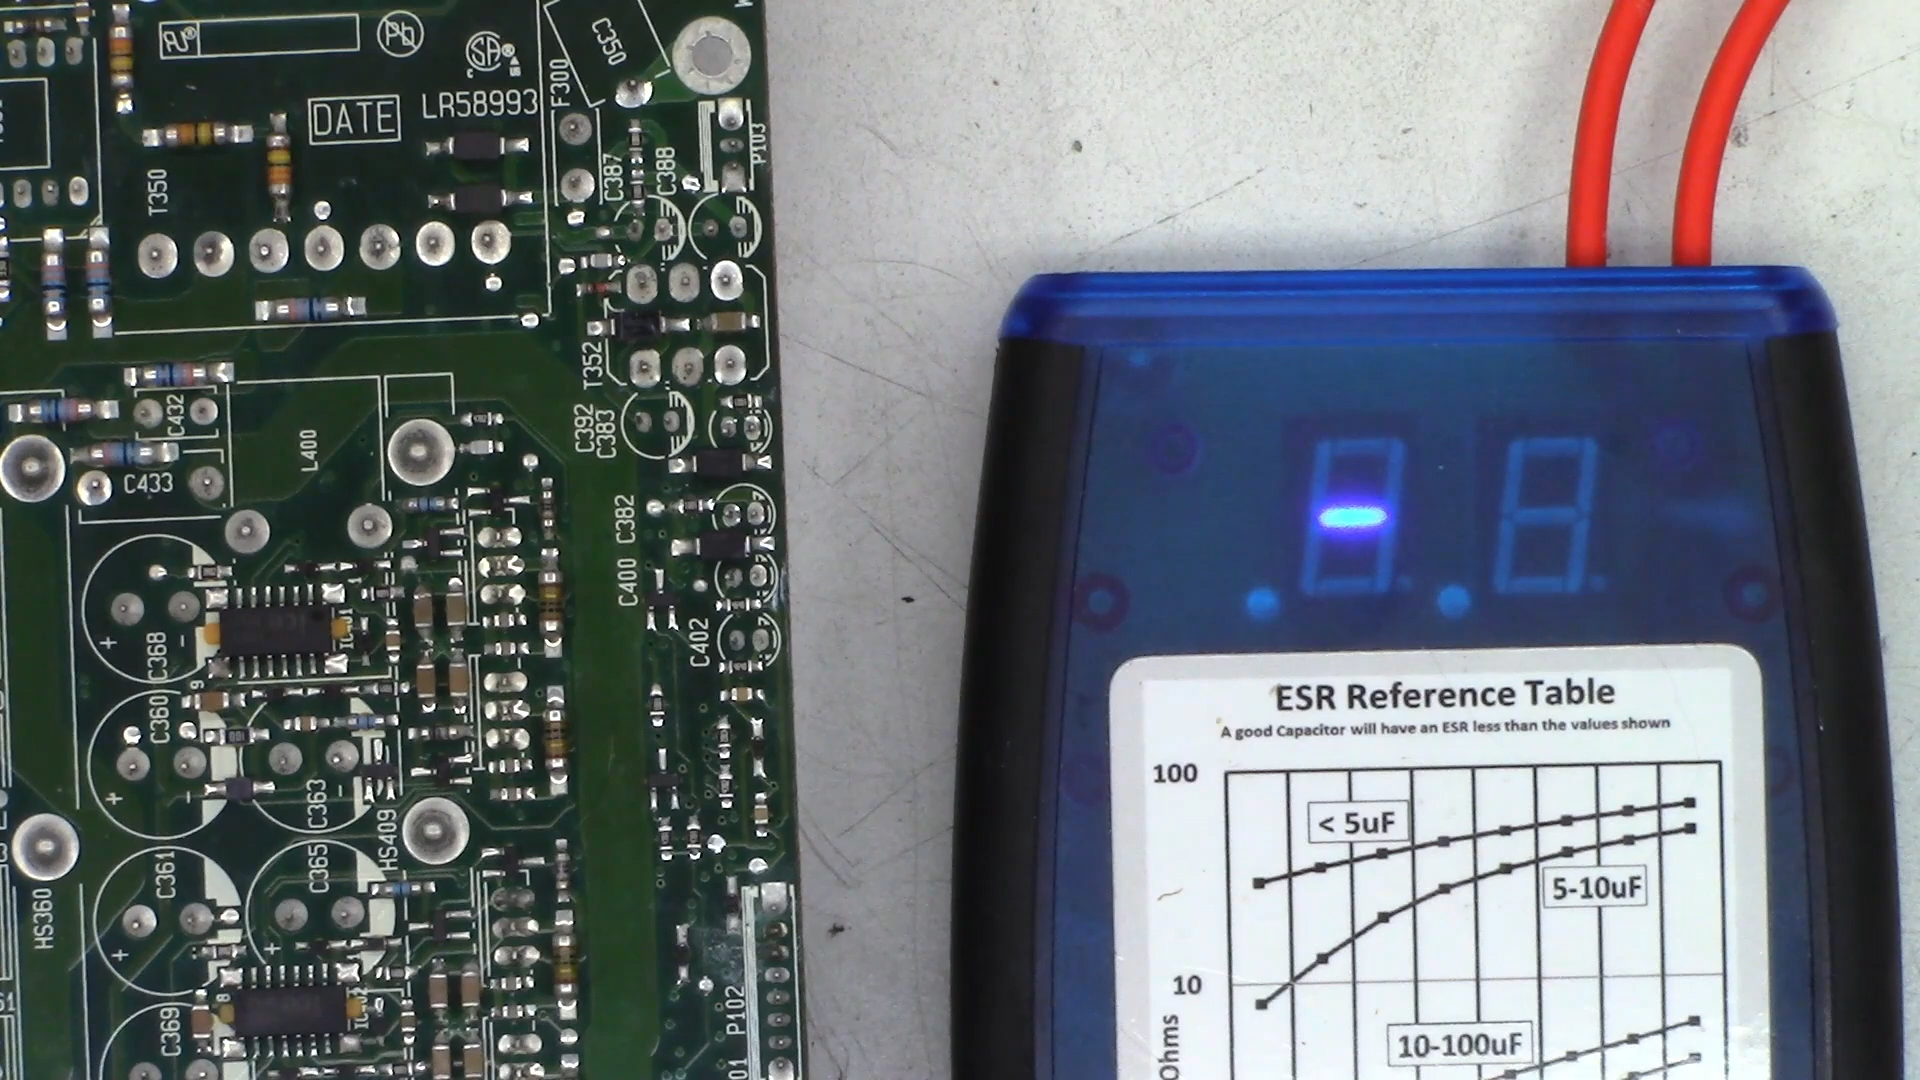 C350
DATE
LR58993
F300
P103
T350
C387
C388
T352
C392
C383
C432
L400
C433
C382
C400
C402
C368
C360
C363
HS409
C361
C365
HS360
C369
P102
+
-
+
-
+
+
ESR Reference Table
A good Capacitor will have an ESR less than the values shown
100
< 5uF
5-10uF
10
10-100uF
Ohms